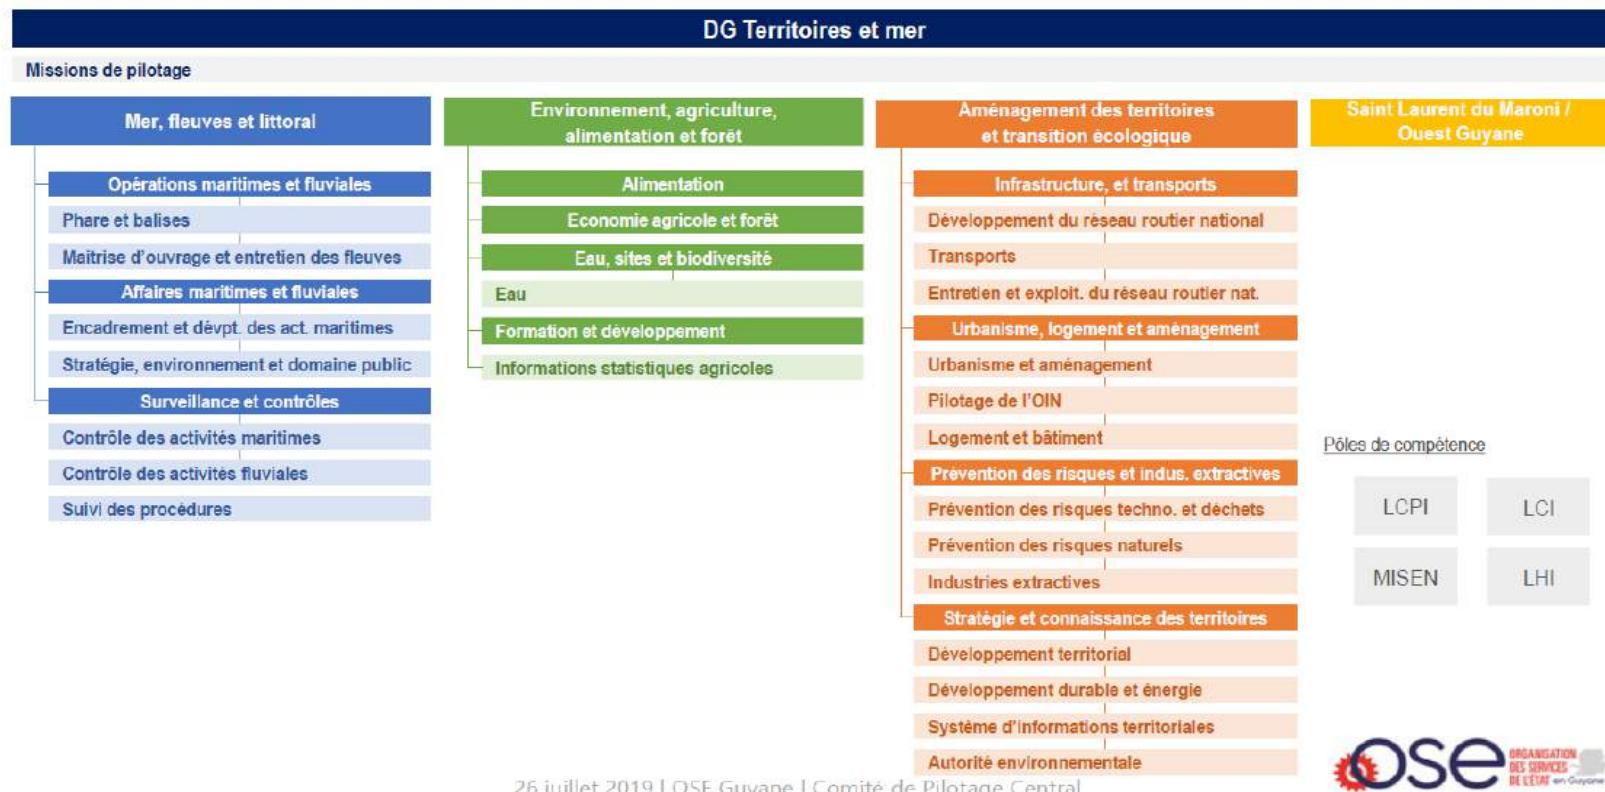 DG Territoires et mer
Missions de pilotage
Mer, fleuves et littoral
Opérations maritimes et fluviales
Phare et balises
Maîtrise d'ouvrage et entretien des fleuves
Affaires maritimes et fluviales
Encadrement et dévpt. des act. maritimes
Stratégie, environnement et domaine public
Surveillance et contrôles
Contrôle des activités maritimes
Contrôle des activités fluviales
Suivi des procédures
Environnement, agriculture,
alimentation et forêt
Alimentation
Economie agricole et forêt
Eau, sites et biodiversité
Eau
Formation et développement
Informations statistiques agricoles
Aménagement des territoires
et transition écologique
Infrastructure, et transports
Développement du réseau routier national
Transports
Entretien et exploit. du réseau routier nat.
Urbanisme, logement et aménagement
Urbanisme et aménagement
Pilotage de l'OIN
Logement et bâtiment
Prévention des risques et indus. extractives
Prévention des risques techno. et déchets
Prévention des risques naturels
Industries extractives
Stratégie et connaissance des territoires
Développement territorial
Développement durable et énergie
Système d'informations territoriales
Autorité environnementale
Saint Laurent du Maroni /
Ouest Guyane
Pôles de compétence
LCPI
LCI
MISEN
LHI
26 juillet 2019 | OSE Guyane | Comité de Pilotage Central
OSE
ORGANISATION
DES SERVICES
DE L'ÉTAT en Guyane